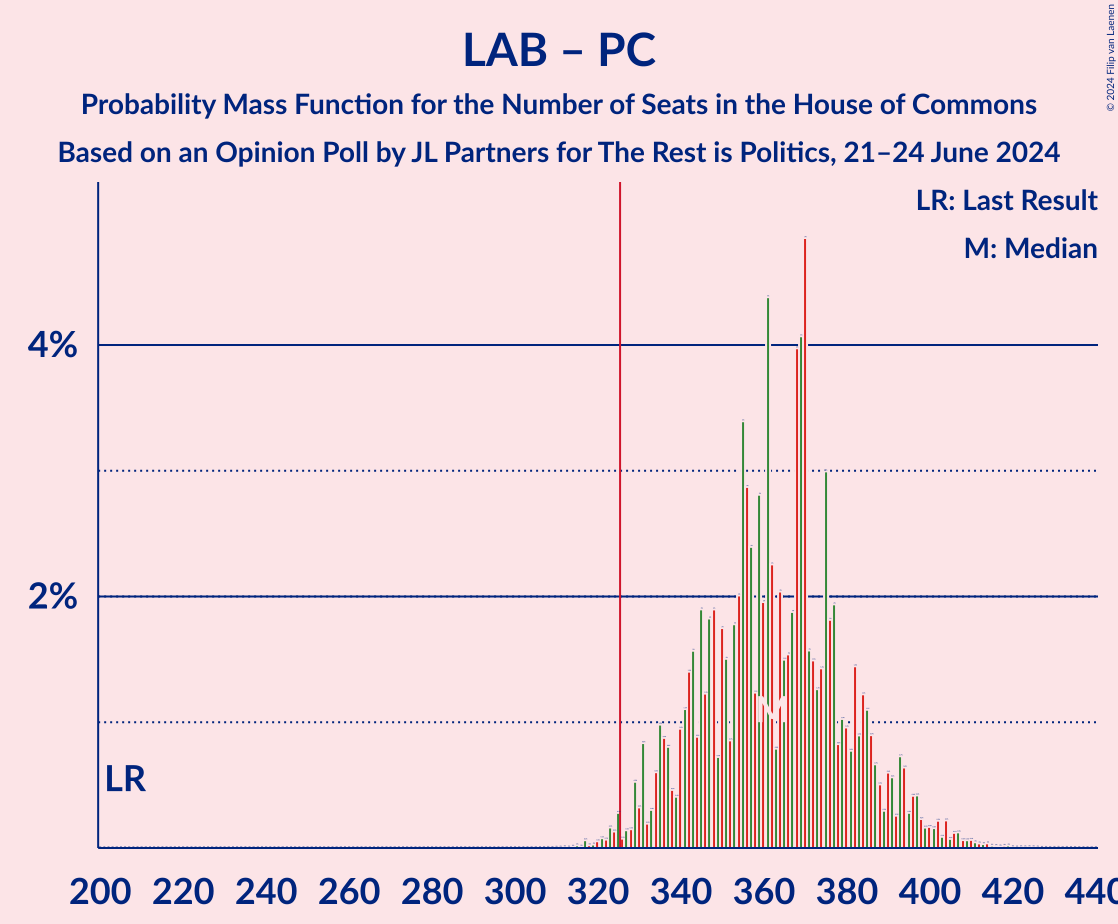 LAB – PC
Probability Mass Function for the Number of Seats in the House of Commons
Based on an Opinion Poll by JL Partners for The Rest is Politics, 21–24 June 2024
© 2024 Filip van Laenen
LR: Last Result
M: Median
4%
2%
LR
M
200 220 240 260 280 300 320 340 360 380 400 420 440